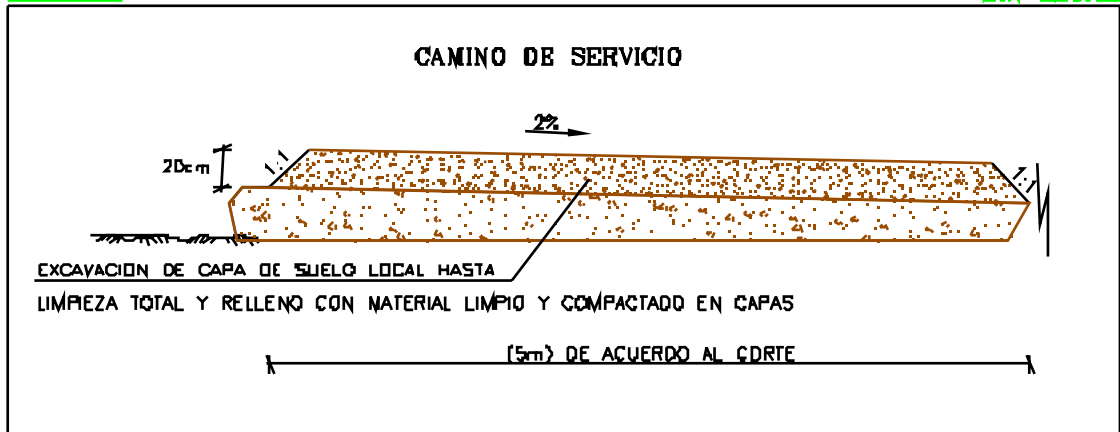 CAMINO DE SERVICIO
2%
20cm
1:1
1:1
EXCAVACION DE CAPA DE SUELO LOCAL HASTA
LIMPIEZA TOTAL Y RELLENO CON MATERIAL LIMPIO Y COMPACTADO EN CAPAS
(5m) DE ACUERDO AL CORTE